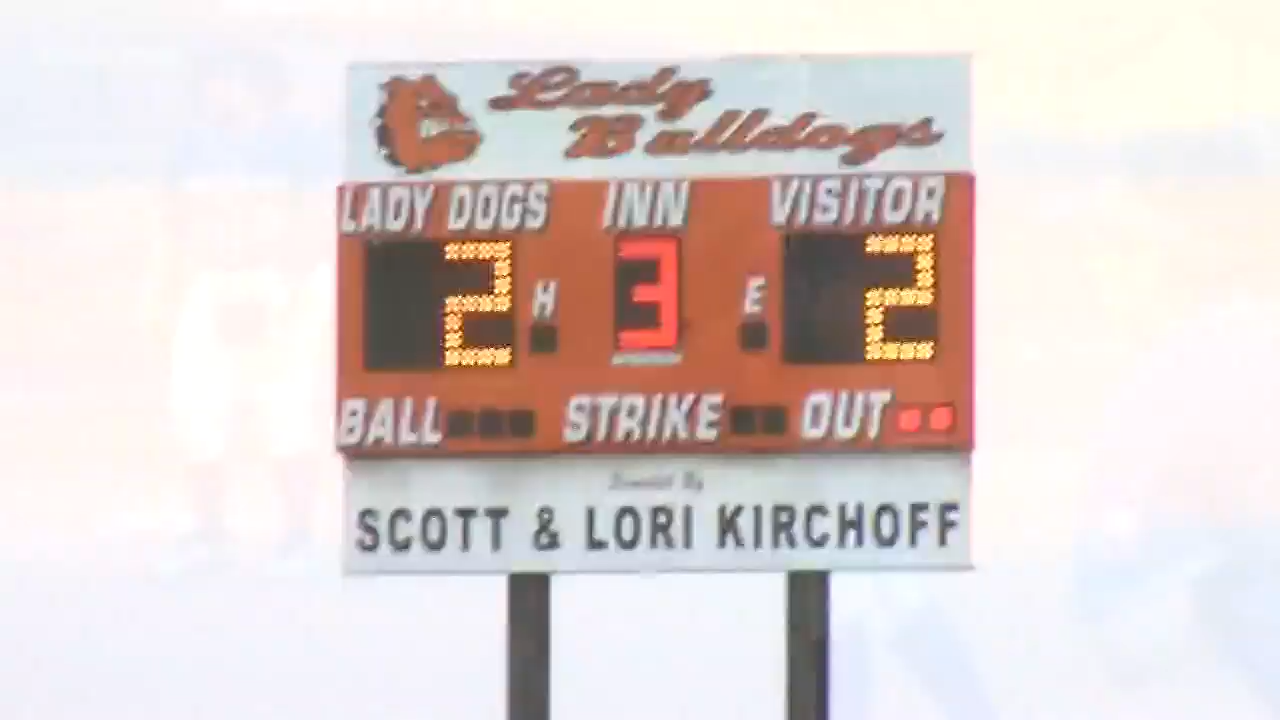 Lady
Bulldogs
LADY DOGS INN VISITOR
2 H 3 E 2
BALL STRIKE OUT
SCOTT & LORI KIRCHOFF